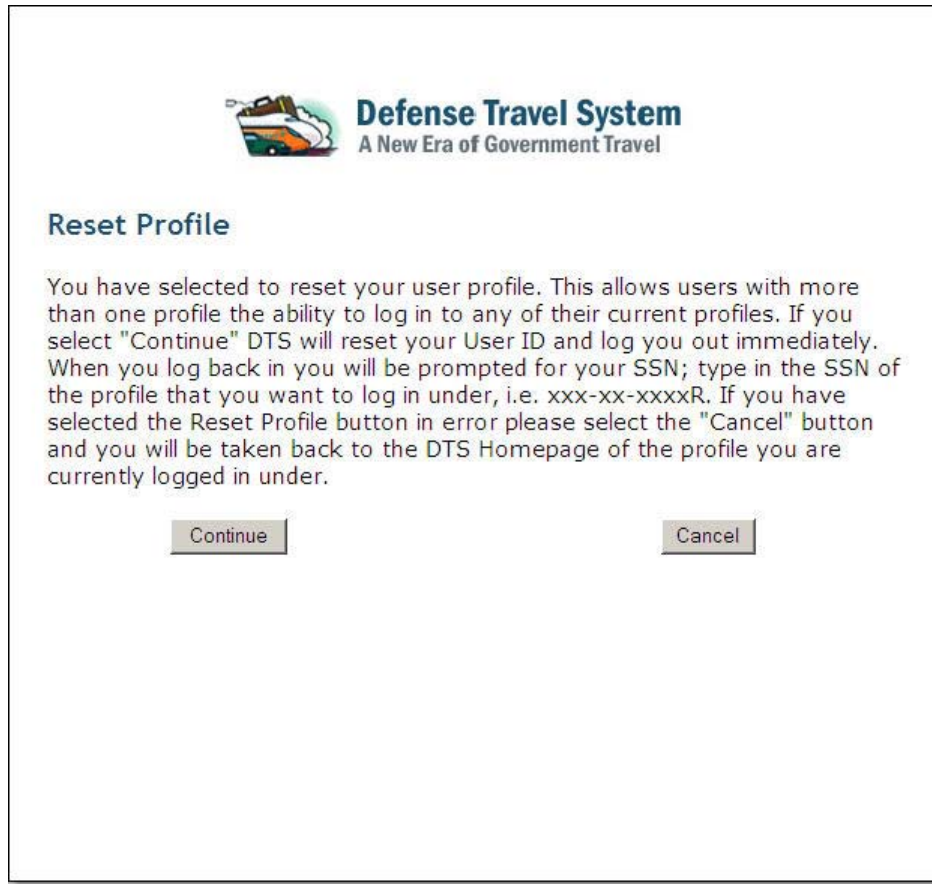 Defense Travel System
A New Era of Government Travel
Reset Profile
You have selected to reset your user profile. This allows users with more
than one profile the ability to log in to any of their current profiles. If you
select "Continue" DTS will reset your User ID and log you out immediately.
When you log back in you will be prompted for your SSN; type in the SSN of
the profile that you want to log in under, i.e. xxx-xx-xxxxR. If you have
selected the Reset Profile button in error please select the "Cancel" button
and you will be taken back to the DTS Homepage of the profile you are
currently logged in under.
Continue
Cancel